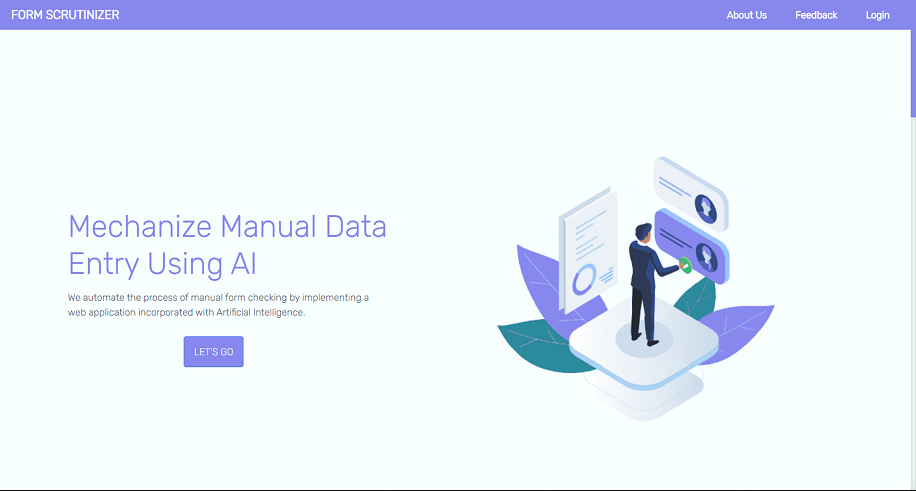 FORM SCRUTINIZER
About Us
Feedback
Login
Mechanize Manual Data
Entry Using AI
We automate the process of manual form checking by implementing a
web application incorporated with Artificial Intelligence.
LET'S GO